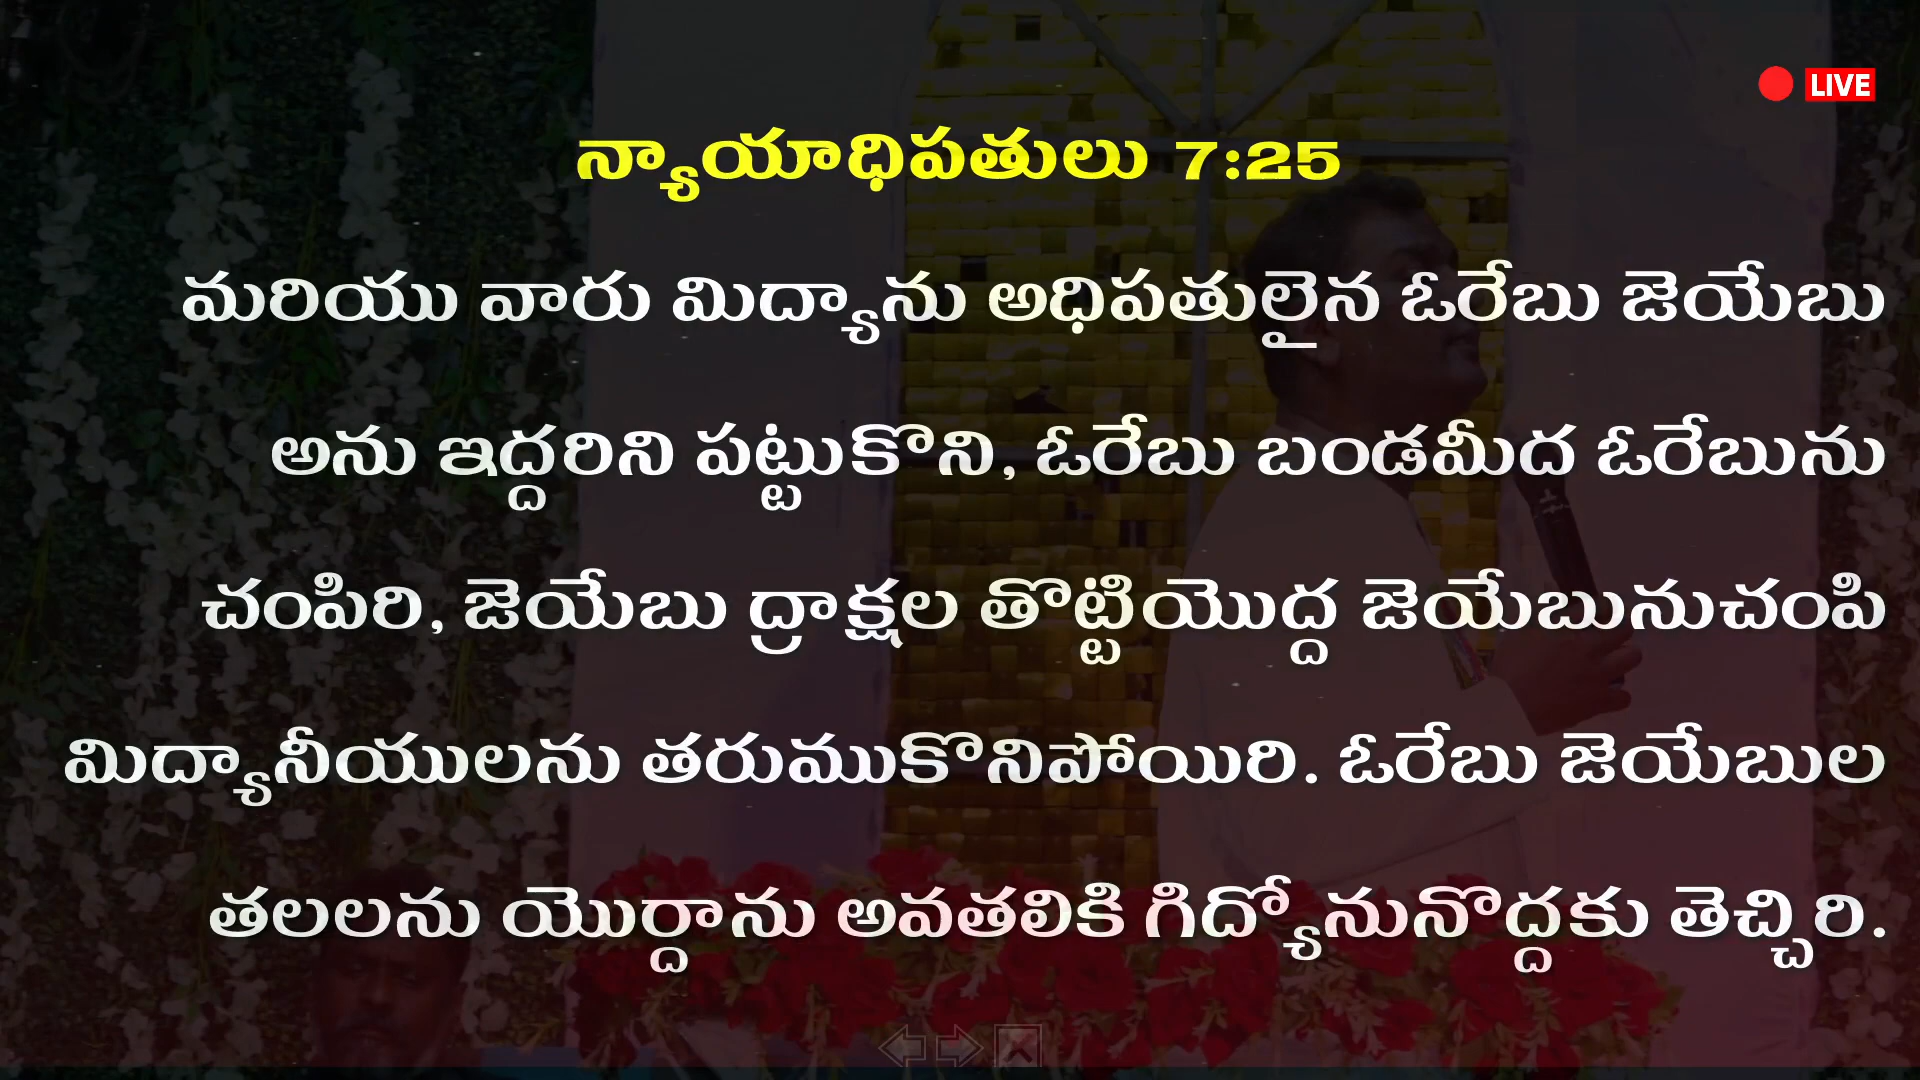 LIVE
న్యాయాధిపతులు 7:25
మరియు వారు మిద్యాను అధిపతులైన ఓరేబు జెయేబు
అను ఇద్దరిని పట్టుకొని, ఓరేబు బండమీద ఓరేబును
చంపిరి, జెయేబు ద్రాక్షల తొట్టియొద్ద జెయేబునుచంపి
మిద్యానీయులను తరుముకొనిపోయిరి. ఓరేబు జెయేబుల
తలలను యొర్దాను అవతలికి గిద్యోనునొద్దకు తెచ్చిరి.